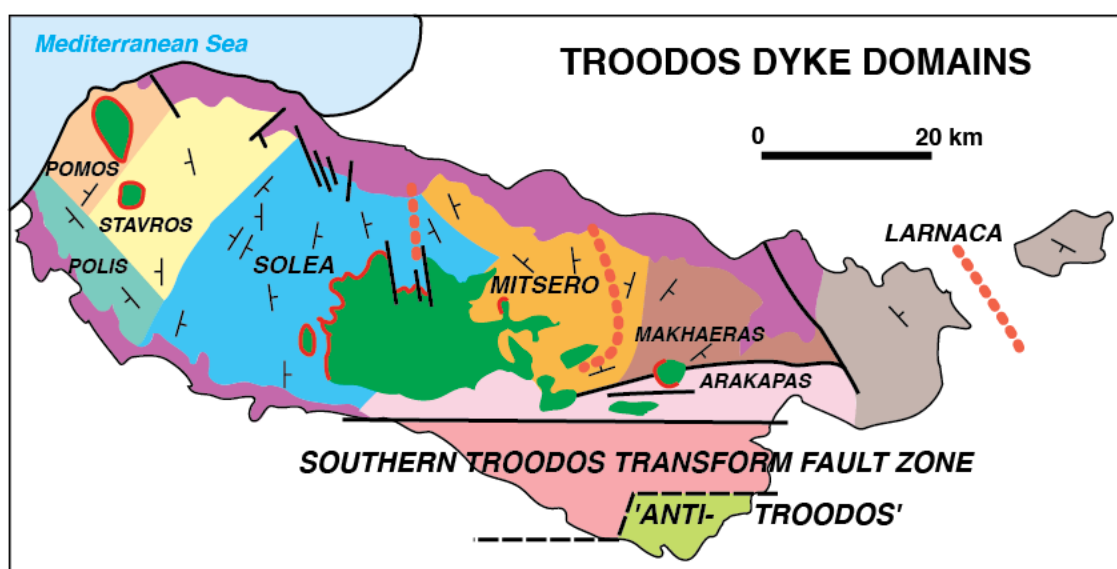 Mediterranean Sea
TROODOS DYKE DOMAINS
0 20 km
POMOS
STAVROS
LARNACA
POLIS
SOLEA
MITSERO
MAKHAERAS
ARAKAPAS
SOUTHERN TROODOS TRANSFORM FAULT ZONE
'ANTI- TROODOS'